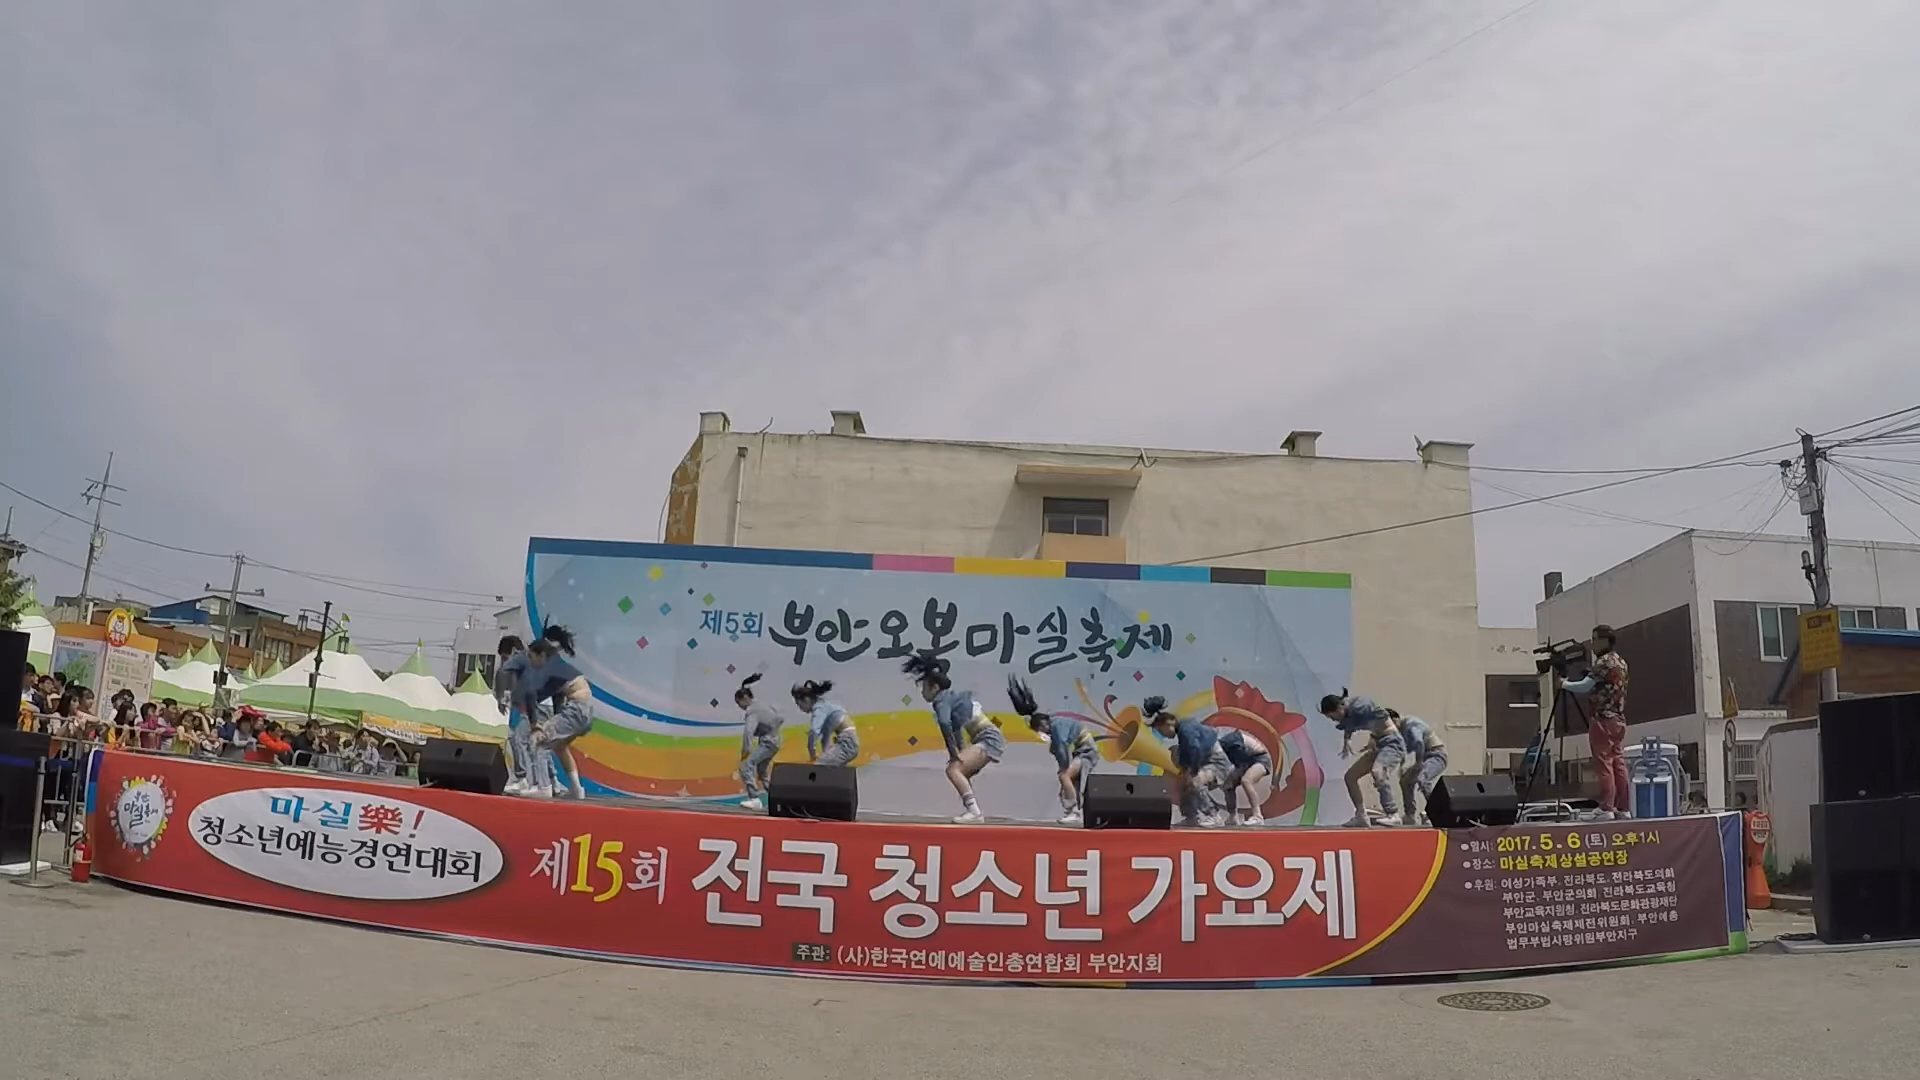 제5회 부안오복마실축제
부안
마실축제
마실樂!
청소년예능경연대회
제15회 전국 청소년 가요제
주관: (사)한국연예예술인총연합회 부안지회
●일시: 2017. 5. 6 (토) 오후1시
●장소: 마실축제상설공연장
●후원: 여성가족부, 전라북도, 전라북도의회
부안군, 부안군의회, 전라북도교육청
부안교육지원청, 전라북도문화관광재단
부안마실축제제전위원회, 부안예총
법무부법사랑위원부안지구